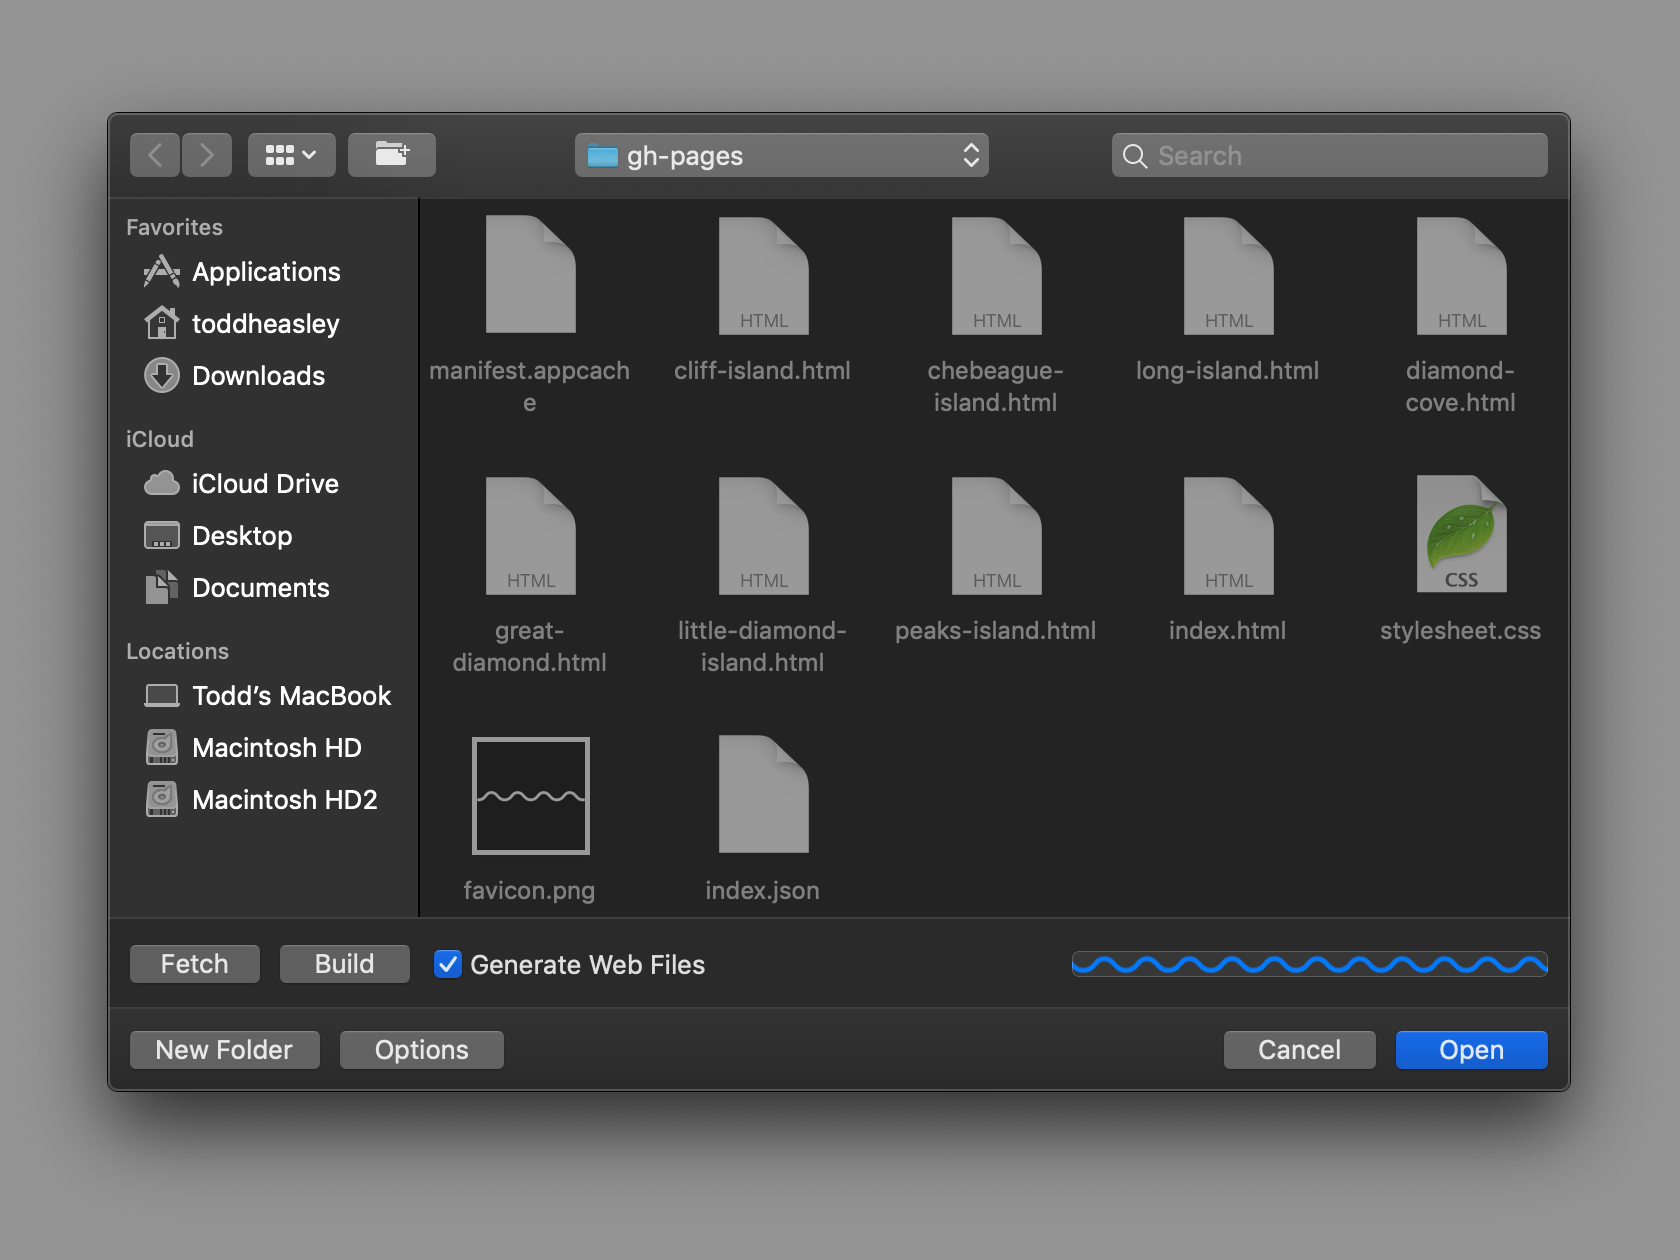 gh-pages
Search
Favorites
Applications
toddheasley
Downloads
iCloud
iCloud Drive
Desktop
Documents
Locations
Todd’s MacBook
Macintosh HD
Macintosh HD2
manifest.appcach
e
HTML
cliff-island.html
HTML
chebeague-
island.html
HTML
long-island.html
HTML
diamond-
cove.html
HTML
great-
diamond.html
HTML
little-diamond-
island.html
HTML
peaks-island.html
HTML
index.html
CSS
stylesheet.css
favicon.png
index.json
Fetch
Build
Generate Web Files
New Folder
Options
Cancel
Open